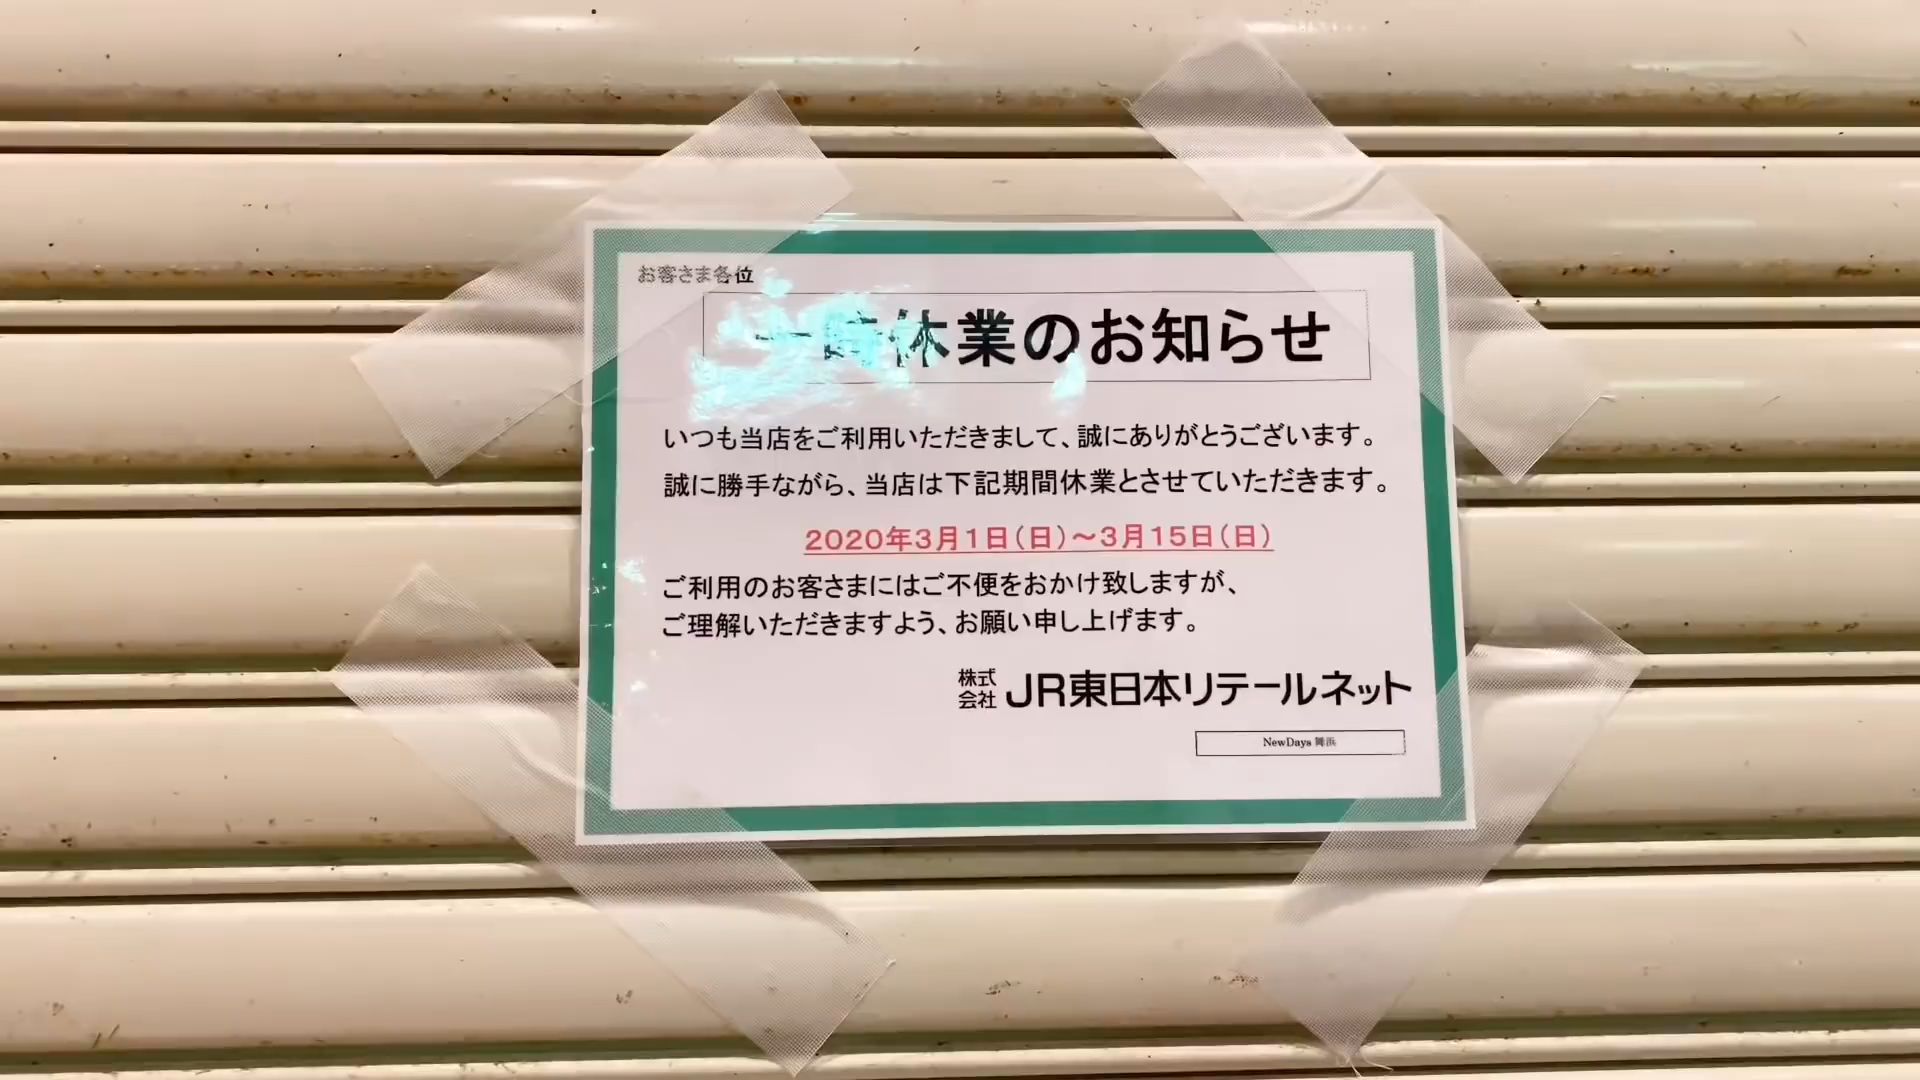 お客さま各位
一時休業のお知らせ
いつも当店をご利用いただきまして、誠にありがとうございます。
誠に勝手ながら、当店は下記期間休業とさせていただきます。
2020年3月1日（日）～3月15日（日）
ご利用のお客さまにはご不便をおかけ致しますが、
ご理解いただきますよう、お願い申し上げます。
株式会社 JR東日本リテールネット
NewDays 舞浜